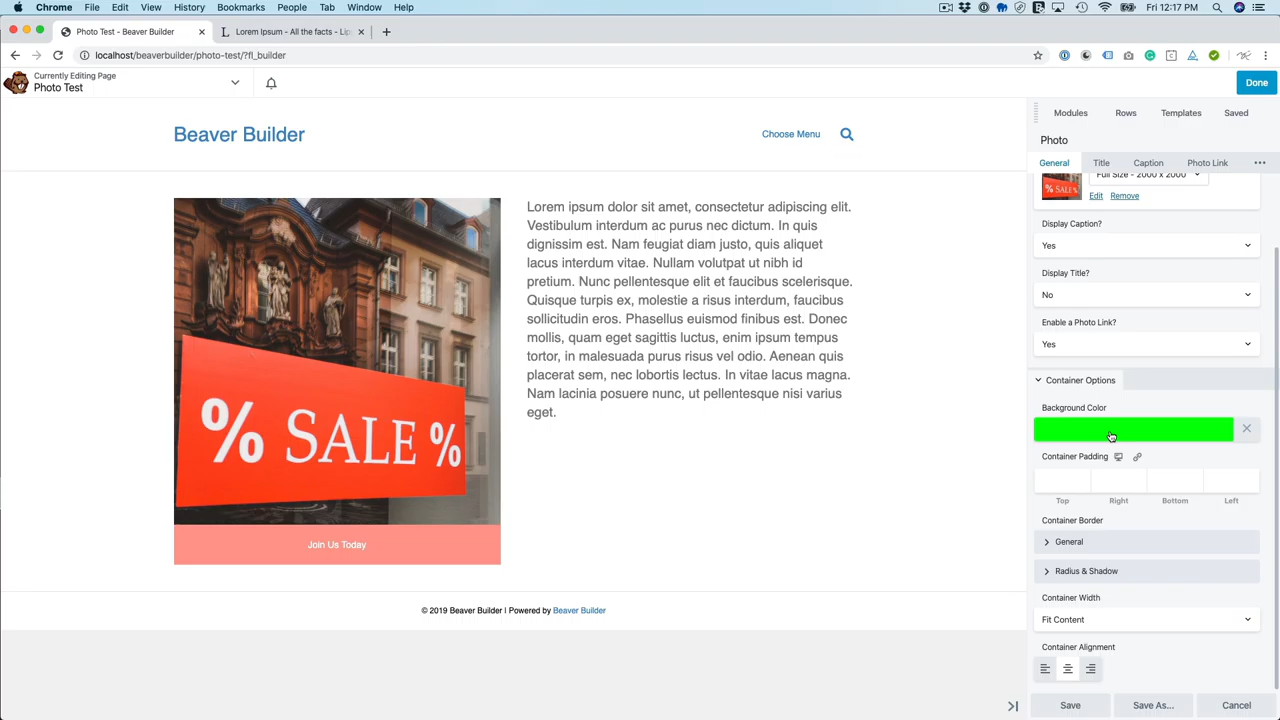 Chrome File Edit View History Bookmarks People Tab Window Help Fri 12:17 PM
Photo Test - Beaver Builder
Lorem Ipsum - All the facts - Lip
localhost/beaverbuilder/photo-test/?fl_builder
Currently Editing Page
Photo Test
Done
Beaver Builder
Choose Menu
Lorem ipsum dolor sit amet, consectetur adipiscing elit.
Vestibulum interdum ac purus nec dictum. In quis
dignissim est. Nam feugiat diam justo, quis aliquet
lacus interdum vitae. Nullam volutpat ut nibh id
pretium. Nunc pellentesque elit et faucibus scelerisque.
Quisque turpis ex, molestie a risus interdum, faucibus
sollicitudin eros. Phasellus euismod finibus est. Donec
mollis, quam eget sagittis luctus, enim ipsum tempus
tortor, in malesuada purus risus vel odio. Aenean quis
placerat sem, nec lobortis lectus. In vitae lacus magna.
Nam lacinia posuere nunc, ut pellentesque nisi varius
eget.
% SALE %
Join Us Today
© 2019 Beaver Builder | Powered by Beaver Builder
Modules Rows Templates Saved
Photo
General Title Caption Photo Link
Full Size - 2000 x 2000
% SALE %
Edit Remove
Display Caption?
Yes
Display Title?
No
Enable a Photo Link?
Yes
Container Options
Background Color
Container Padding
Top Right Bottom Left
Container Border
General
Radius & Shadow
Container Width
Fit Content
Container Alignment
Save Save As... Cancel